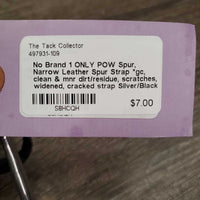 The Tack Collector
497931-109
No Brand 1 ONLY POW Spur,
Narrow Leather Spur Strap *gc,
clean & mnr dirt/residue, scratches,
widened, cracked strap Silver/Black
SBHCQH
$7.00